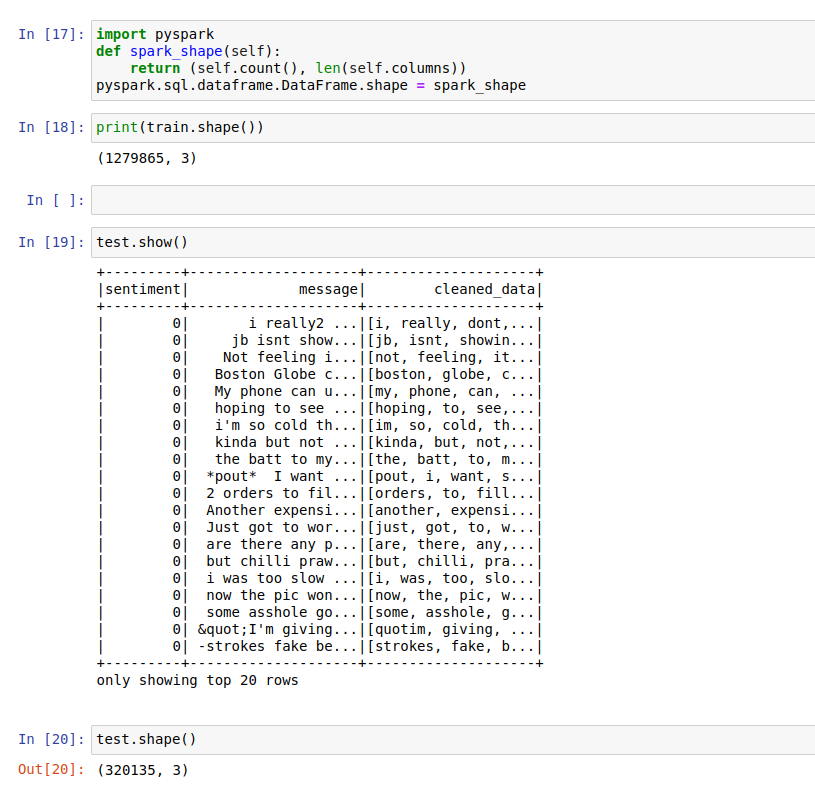 In [17]: import pyspark
def spark_shape(self):
    return (self.count(), len(self.columns))
pyspark.sql.dataframe.DataFrame.shape = spark_shape
In [18]: print(train.shape())
(1279865, 3)
In [ ]:
In [19]: test.show()
+---------+--------------------+--------------------+
|sentiment|             message|        cleaned_data|
+---------+--------------------+--------------------+
|        0|       i really2 ...|[i, really, dont,...|
|        0|     jb isnt show...|[jb, isnt, showin...|
|        0|    Not feeling i...|[not, feeling, it...|
|        0|   Boston Globe c...|[boston, globe, c...|
|        0|   My phone can u...|[my, phone, can, ...|
|        0|   hoping to see ...|[hoping, to, see,...|
|        0|   i'm so cold th...|[im, so, cold, th...|
|        0|   kinda but not ...|[kinda, but, not,...|
|        0|   the batt to my...|[the, batt, to, m...|
|        0|  *pout*  I want ...|[pout, i, want, s...|
|        0|  2 orders to fil...|[orders, to, fill...|
|        0|  Another expensi...|[another, expensi...|
|        0|  Just got to wor...|[just, got, to, w...|
|        0|  are there any p...|[are, there, any,...|
|        0|  but chilli praw...|[but, chilli, pra...|
|        0|  i was too slow ...|[i, was, too, slo...|
|        0|  now the pic won...|[now, the, pic, w...|
|        0|  some asshole go...|[some, asshole, g...|
|        0| &quot;I'm giving...|[quotim, giving, ...|
|        0| -strokes fake be...|[strokes, fake, b...|
+---------+--------------------+--------------------+
only showing top 20 rows
In [20]: test.shape()
Out[20]: (320135, 3)